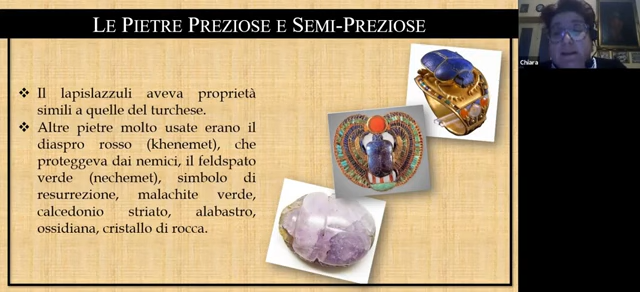 LE PIETRE PREZIOSE E SEMI-PREZIOSE
Il lapislazzuli aveva proprietà
simili a quelle del turchese.
Altre pietre molto usate erano il
diaspro rosso (khenemet), che
proteggeva dai nemici, il feldspato
verde (nechemet), simbolo di
resurrezione, malachite verde,
calcedonio striato, alabastro,
ossidiana, cristallo di rocca.
Chiara